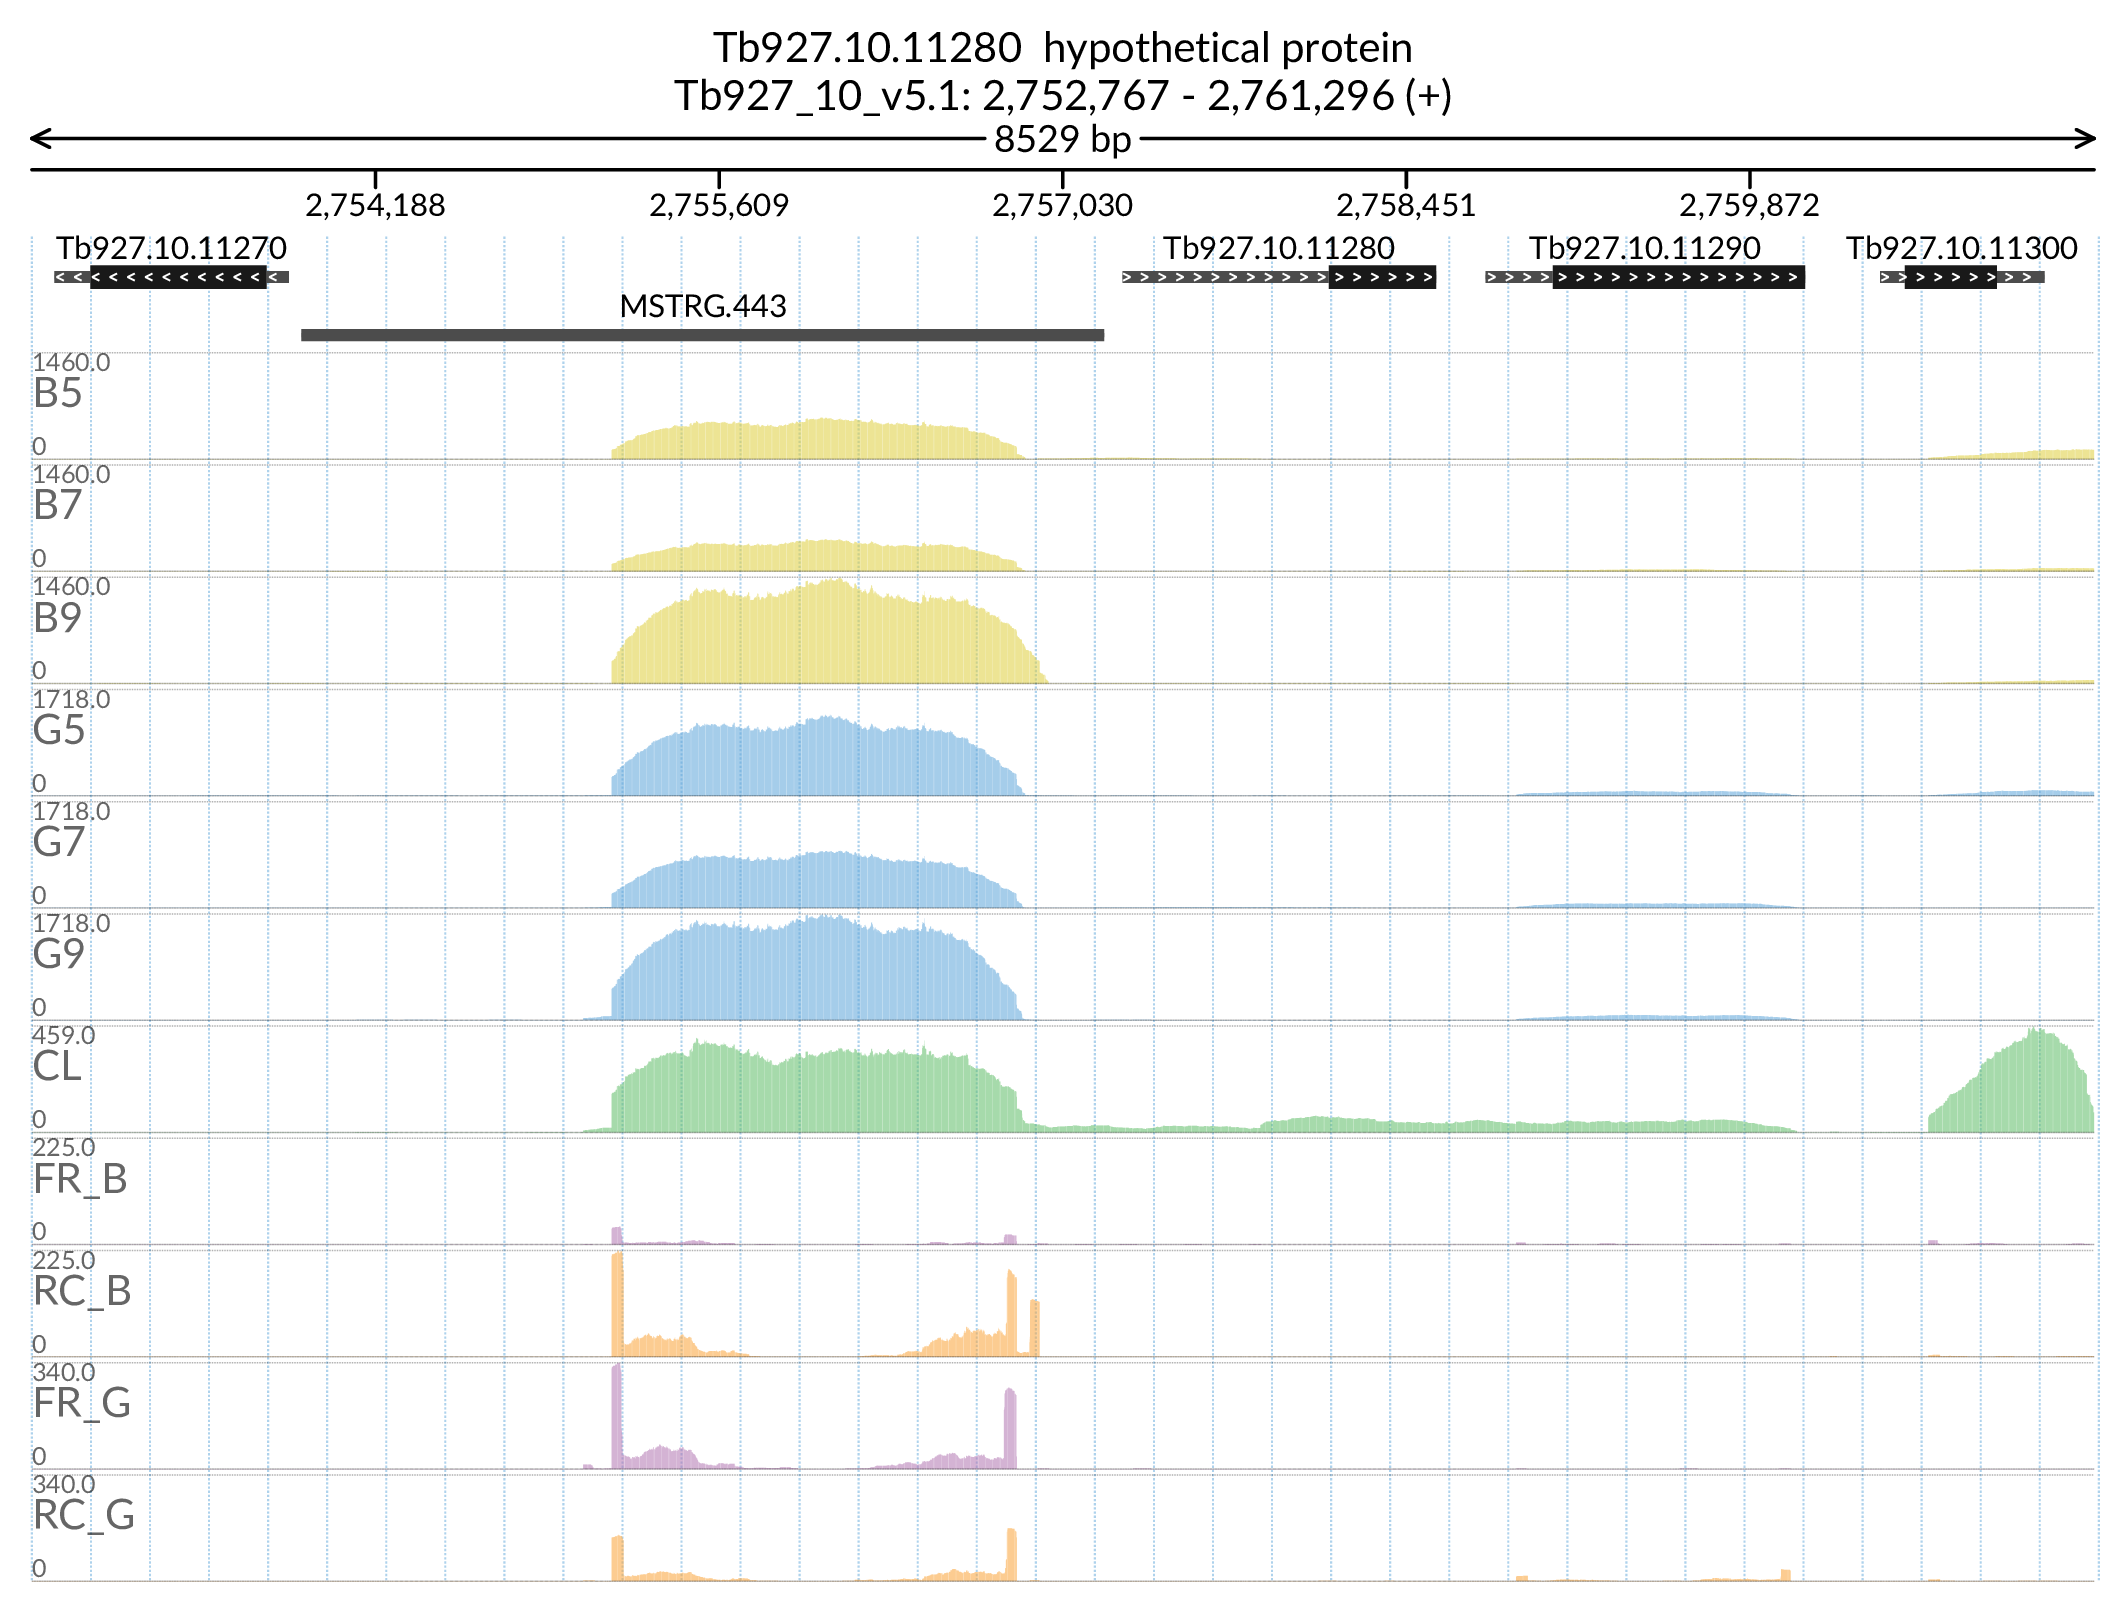 Tb927.10.11280  hypothetical protein
Tb927_10_v5.1: 2,752,767 - 2,761,296 (+)
8529 bp
2,754,188 2,755,609 2,757,030 2,758,451 2,759,872
Tb927.10.11270 Tb927.10.11280 Tb927.10.11290 Tb927.10.11300
MSTRG.443
1460.0
B5
0
1460.0
B7
0
1460.0
B9
0
1718.0
G5
0
1718.0
G7
0
1718.0
G9
0
459.0
CL
0
225.0
FR_B
0
225.0
RC_B
0
340.0
FR_G
0
340.0
RC_G
0